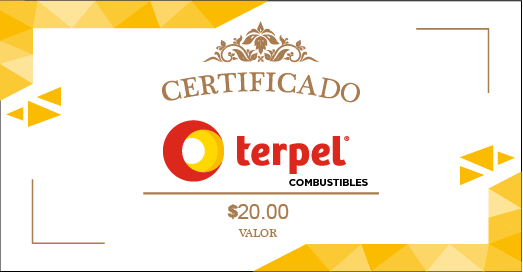 CERTIFICADO
terpel®
COMBUSTIBLES
$20.00
VALOR